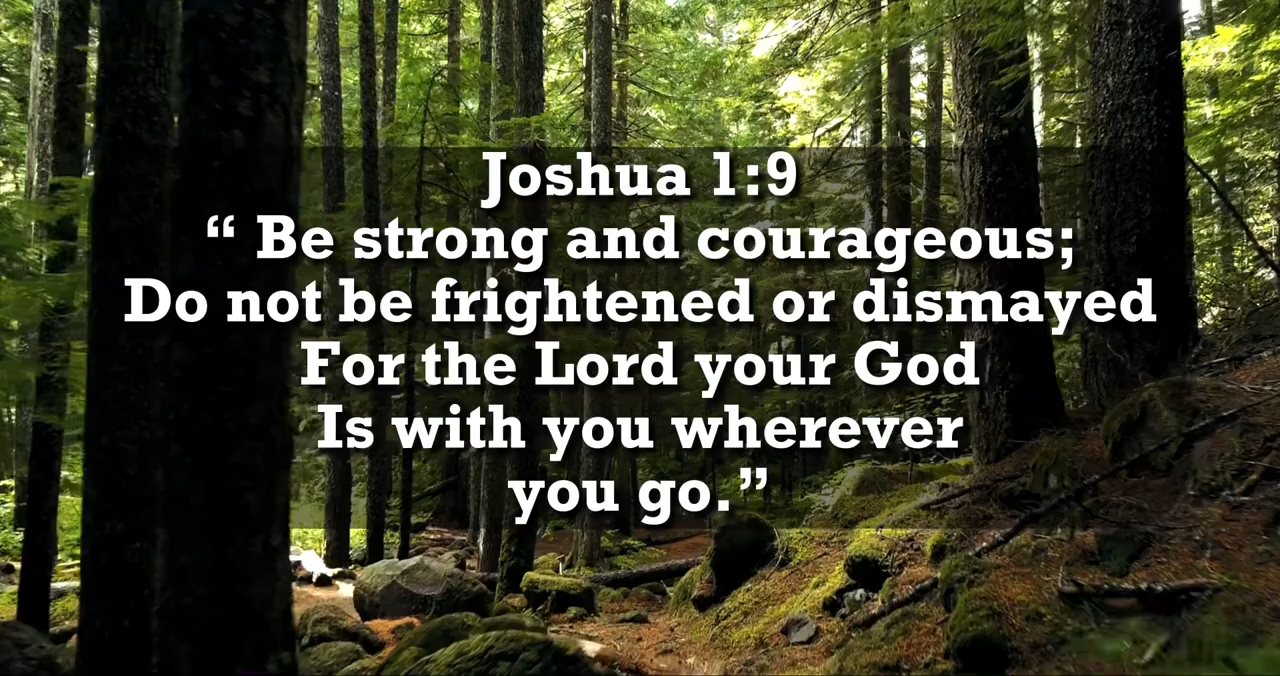 Joshua 1:9
“ Be strong and courageous;
Do not be frightened or dismayed
For the Lord your God
Is with you wherever
you go.”